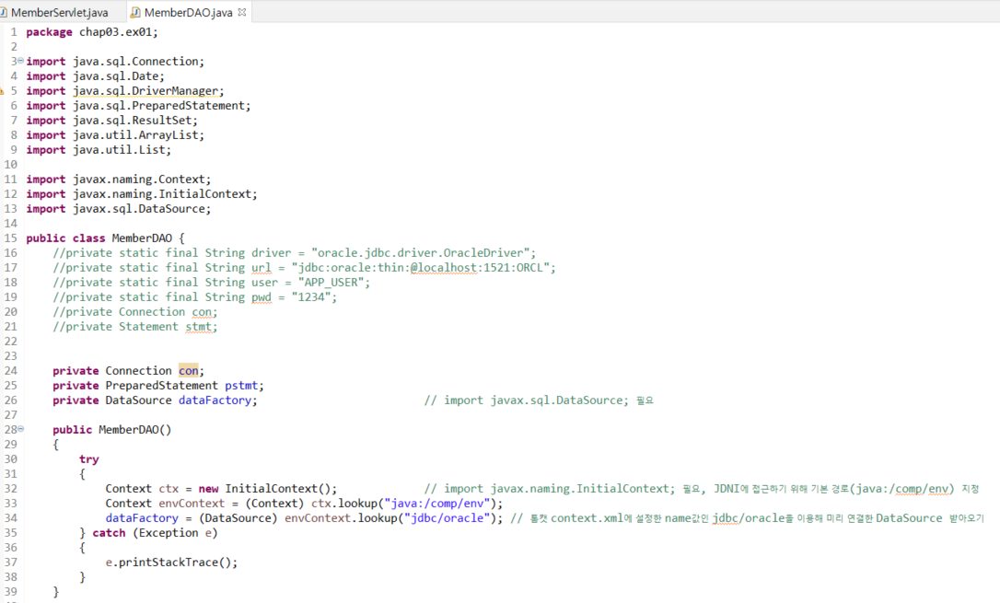 MemberServlet.java MemberDAO.java
1 package chap03.ex01;
2
3 import java.sql.Connection;
4 import java.sql.Date;
5 import java.sql.DriverManager;
6 import java.sql.PreparedStatement;
7 import java.sql.ResultSet;
8 import java.util.ArrayList;
9 import java.util.List;
10
11 import javax.naming.Context;
12 import javax.naming.InitialContext;
13 import javax.sql.DataSource;
14
15 public class MemberDAO {
16 //private static final String driver = "oracle.jdbc.driver.OracleDriver";
17 //private static final String url = "jdbc:oracle:thin:@localhost:1521:ORCL";
18 //private static final String user = "APP_USER";
19 //private static final String pwd = "1234";
20 //private Connection con;
21 //private Statement stmt;
22
23
24 private Connection con;
25 private PreparedStatement pstmt;
26 private DataSource dataFactory; // import javax.sql.DataSource; 필요
27
28 public MemberDAO()
29 {
30 try
31 {
32 Context ctx = new InitialContext(); // import javax.naming.InitialContext; 필요, JDNI에 접근하기 위해 기본 경로(java:/comp/env) 지정
33 Context envContext = (Context) ctx.lookup("java:/comp/env");
34 dataFactory = (DataSource) envContext.lookup("jdbc/oracle"); // 톰캣 context.xml에 설정한 name값인 jdbc/oracle을 이용해 미리 연결한 DataSource 받아오기
35 } catch (Exception e)
36 {
37 e.printStackTrace();
38 }
39 }